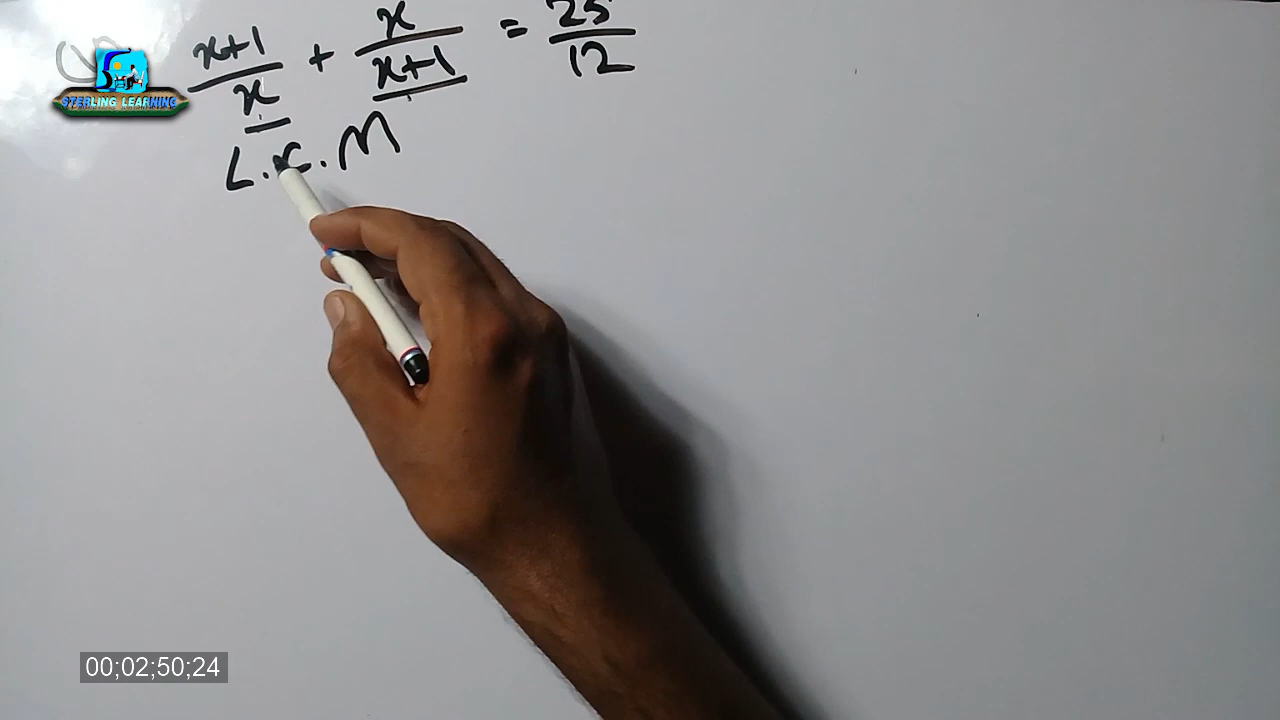 x+1/x + x/x+1 = 25/12
L.C.M
STERLING LEARNING
00;02;50;24